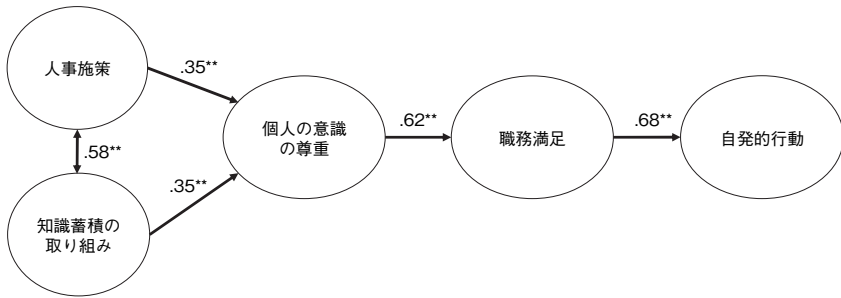 人事施策
.35**
.58**
知識蓄積の
取り組み
.35**
個人の意識
の尊重
.62**
職務満足
.68**
自発的行動